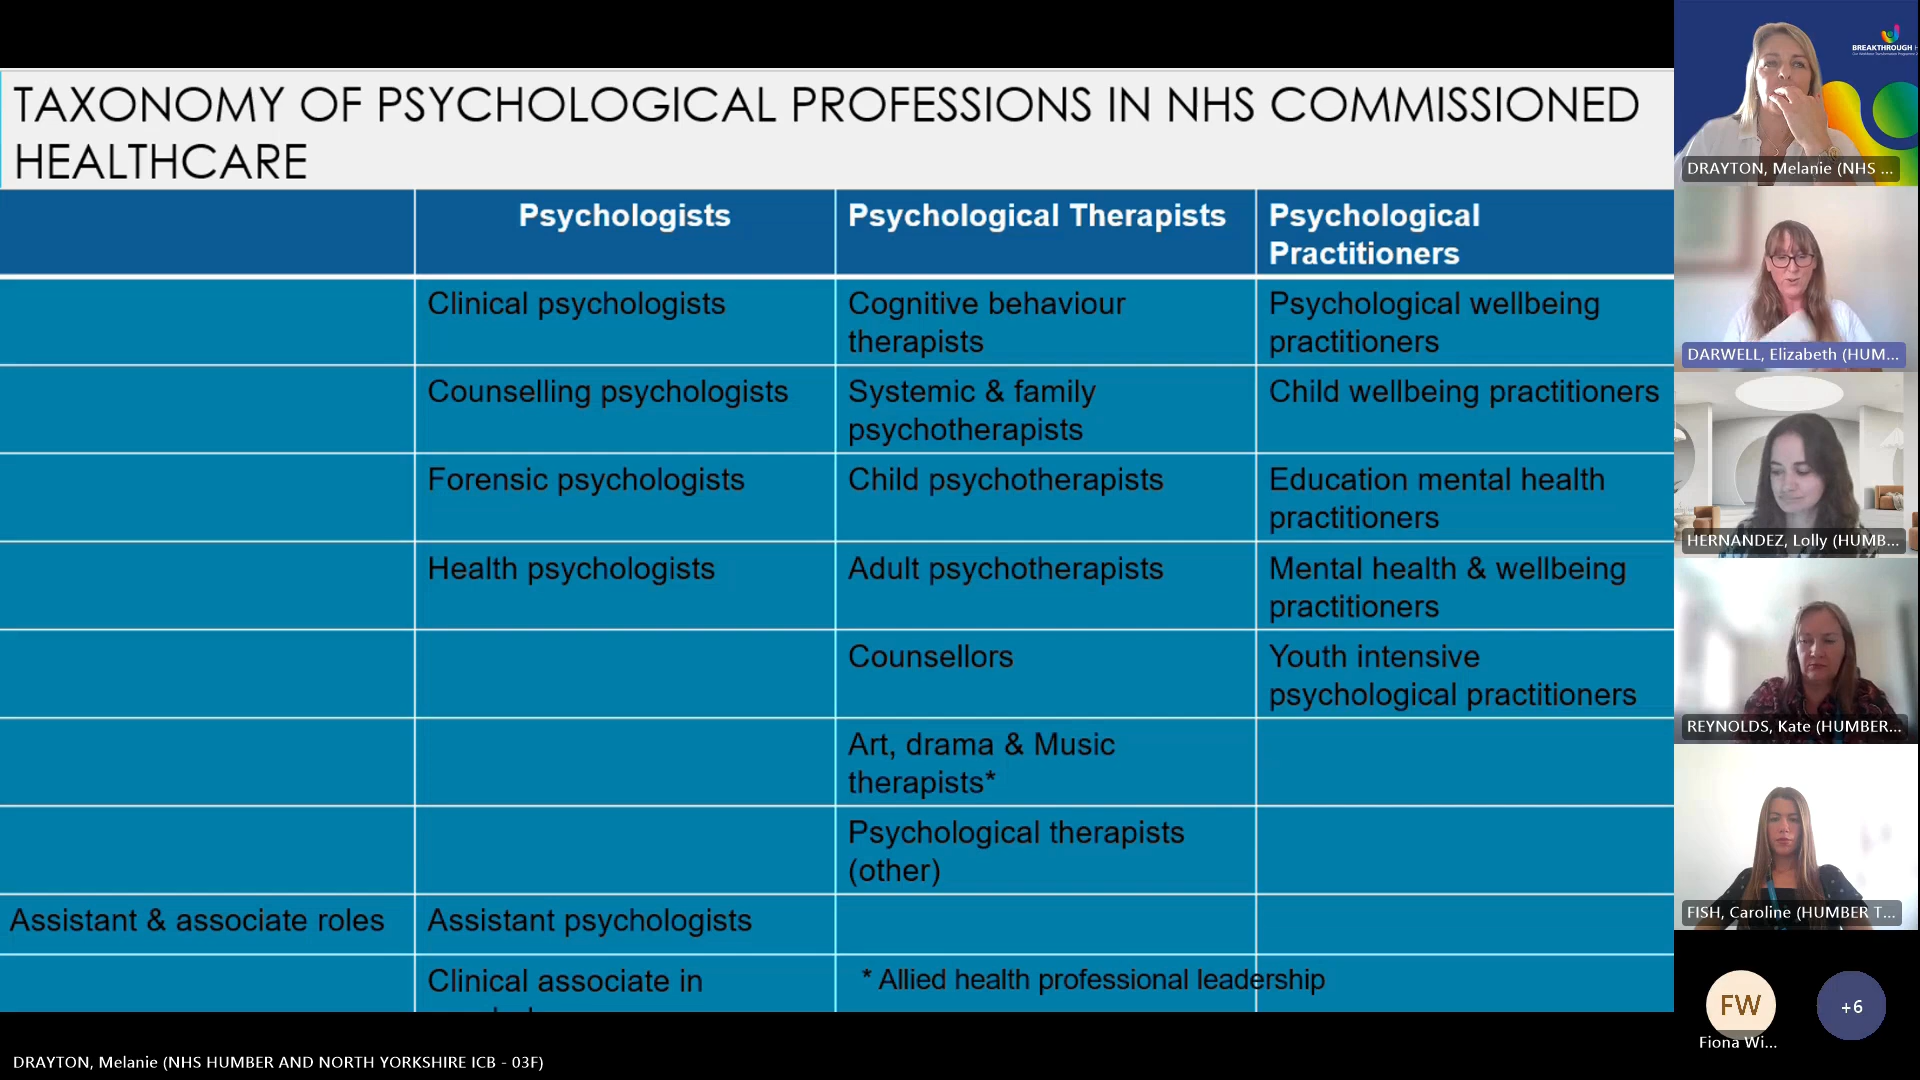 TAXONOMY OF PSYCHOLOGICAL PROFESSIONS IN NHS COMMISSIONED
HEALTHCARE
Psychologists
Psychological Therapists
Psychological
Practitioners
Clinical psychologists
Cognitive behaviour
therapists
Psychological wellbeing
practitioners
Counselling psychologists
Systemic & family
psychotherapists
Child wellbeing practitioners
Forensic psychologists
Child psychotherapists
Education mental health
practitioners
Health psychologists
Adult psychotherapists
Mental health & wellbeing
practitioners
Counsellors
Youth intensive
psychological practitioners
Art, drama & Music
therapists*
Psychological therapists
(other)
Assistant & associate roles
Assistant psychologists
Clinical associate in
* Allied health professional leadership
BREAKTHROUGH
DRAYTON, Melanie (NHS ...
DARWELL, Elizabeth (HUM...
HERNANDEZ, Lolly (HUMB...
REYNOLDS, Kate (HUMBER...
FISH, Caroline (HUMBER T...
FW
Fiona Wi...
+6
DRAYTON, Melanie (NHS HUMBER AND NORTH YORKSHIRE ICB - 03F)